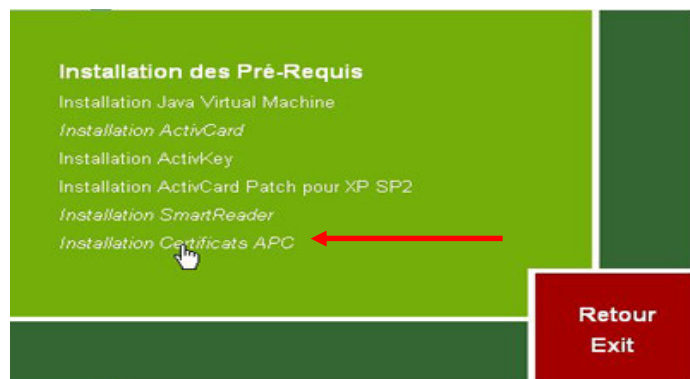 Installation des Pré-Requis
Installation Java Virtual Machine
Installation ActivCard
Installation ActivKey
Installation ActivCard Patch pour XP SP2
Installation SmartReader
Installation Certificats APC
Retour
Exit